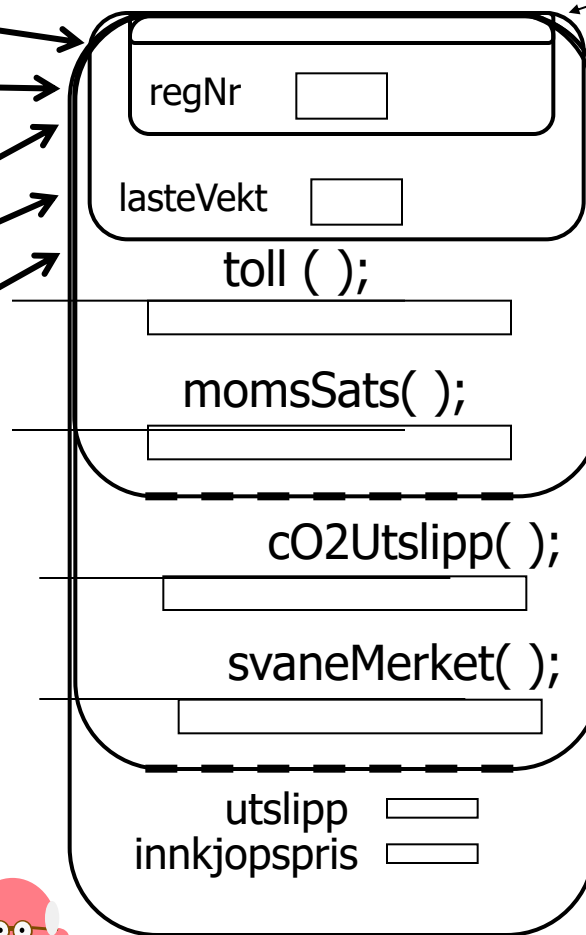 regNr
lasteVekt
toll ( );
momsSats( );
cO2Utslipp( );
svaneMerket( );
utslipp
innkjopspris